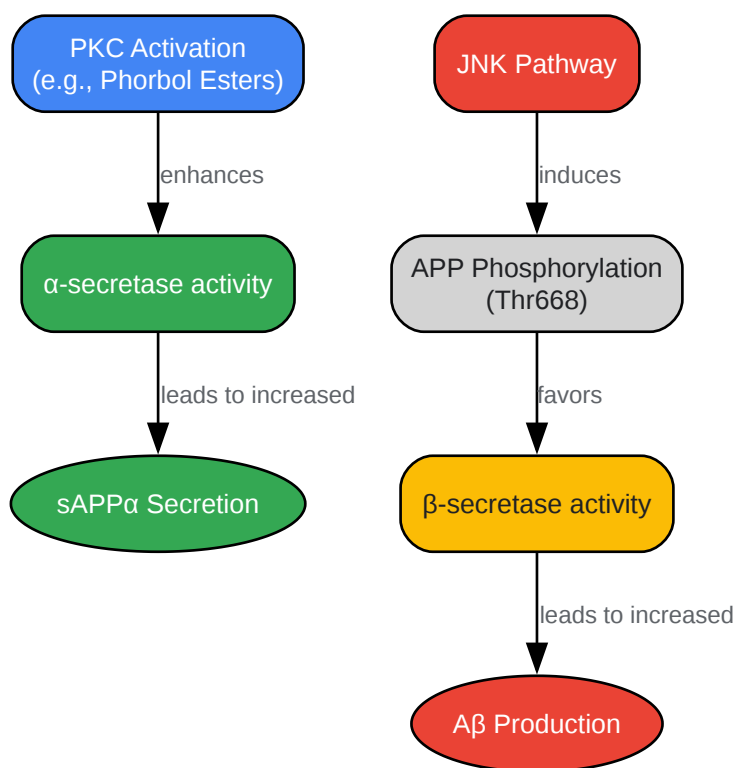 PKC Activation
(e.g., Phorbol Esters)
enhances
α-secretase activity
leads to increased
sAPPα Secretion
JNK Pathway
induces
APP Phosphorylation
(Thr668)
favors
β-secretase activity
leads to increased
Aβ Production